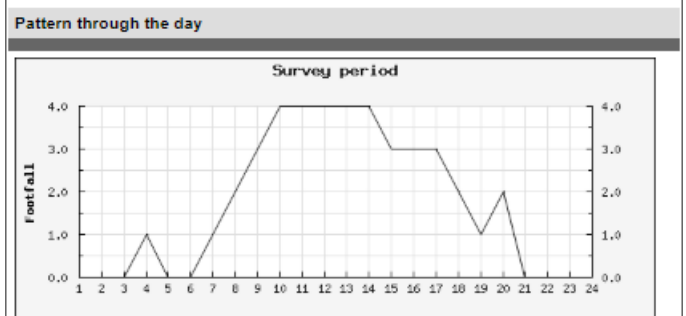 Pattern through the day
Survey period
4.0 4.0
3.0 3.0
Footfall
2.0 2.0
1.0 1.0
0.0 0.0
1 2 3 4 5 6 7 8 9 10 11 12 13 14 15 16 17 18 19 20 21 22 23 24